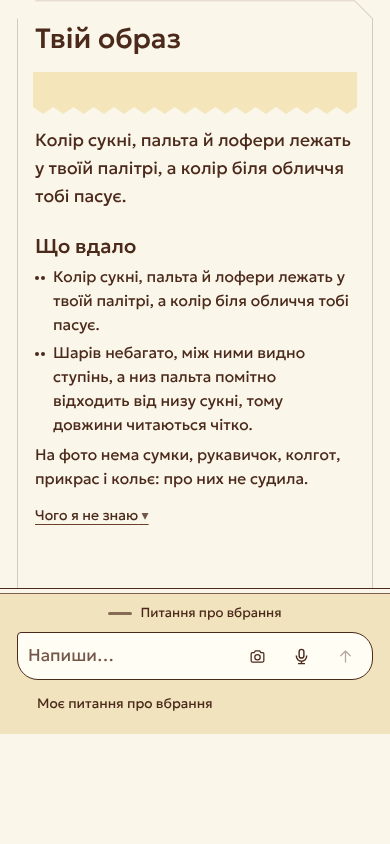 Твій образ
Колір сукні, пальта й лофери лежать
у твоїй палітрі, а колір біля обличчя
тобі пасує.
Що вдало
•• Колір сукні, пальта й лофери лежать у
твоїй палітрі, а колір біля обличчя тобі
пасує.
•• Шарів небагато, між ними видно
ступінь, а низ пальта помітно
відходить від низу сукні, тому
довжини читаються чітко.
На фото нема сумки, рукавичок, колгот,
прикрас і кольє: про них не судила.
Чого я не знаю ▾
Питання про вбрання
Напиши...
Моє питання про вбрання